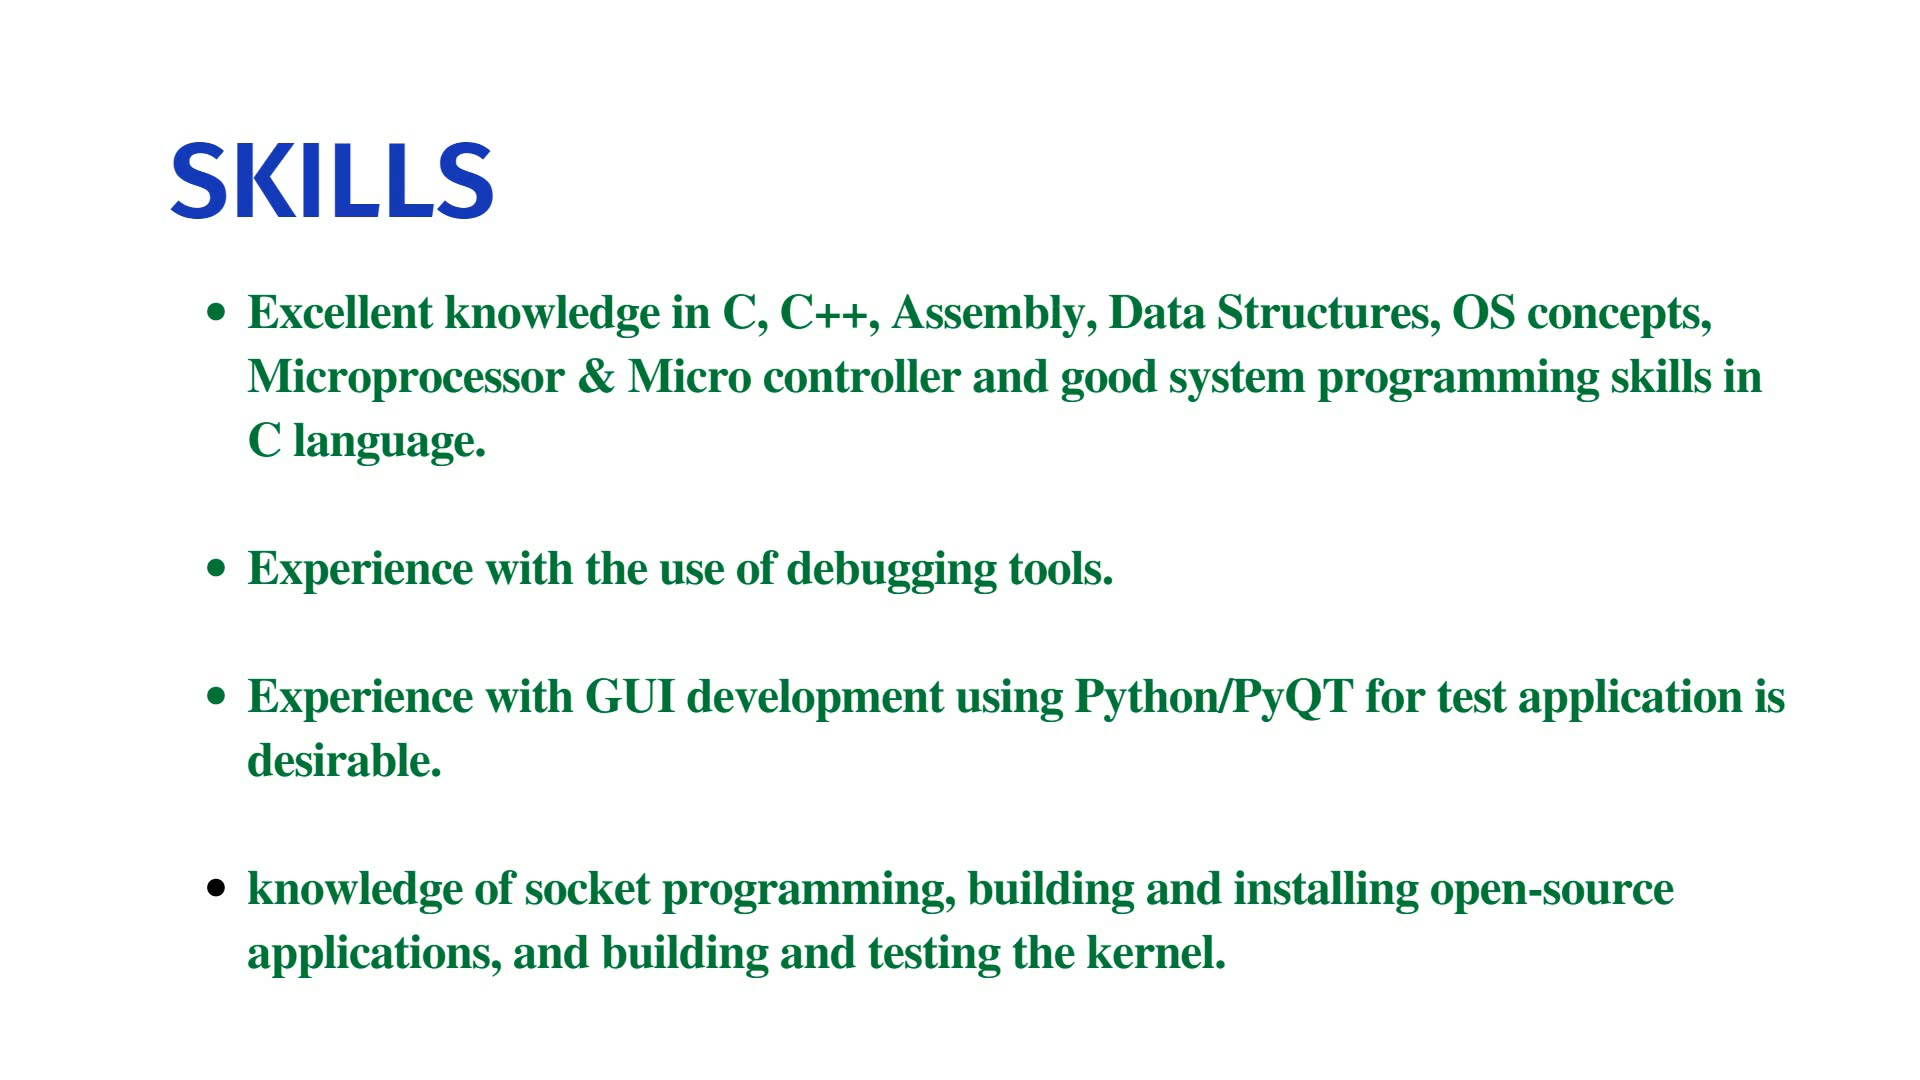 SKILLS
• Excellent knowledge in C, C++, Assembly, Data Structures, OS concepts,
Microprocessor & Micro controller and good system programming skills in
C language.
• Experience with the use of debugging tools.
• Experience with GUI development using Python/PyQT for test application is
desirable.
• knowledge of socket programming, building and installing open-source
applications, and building and testing the kernel.